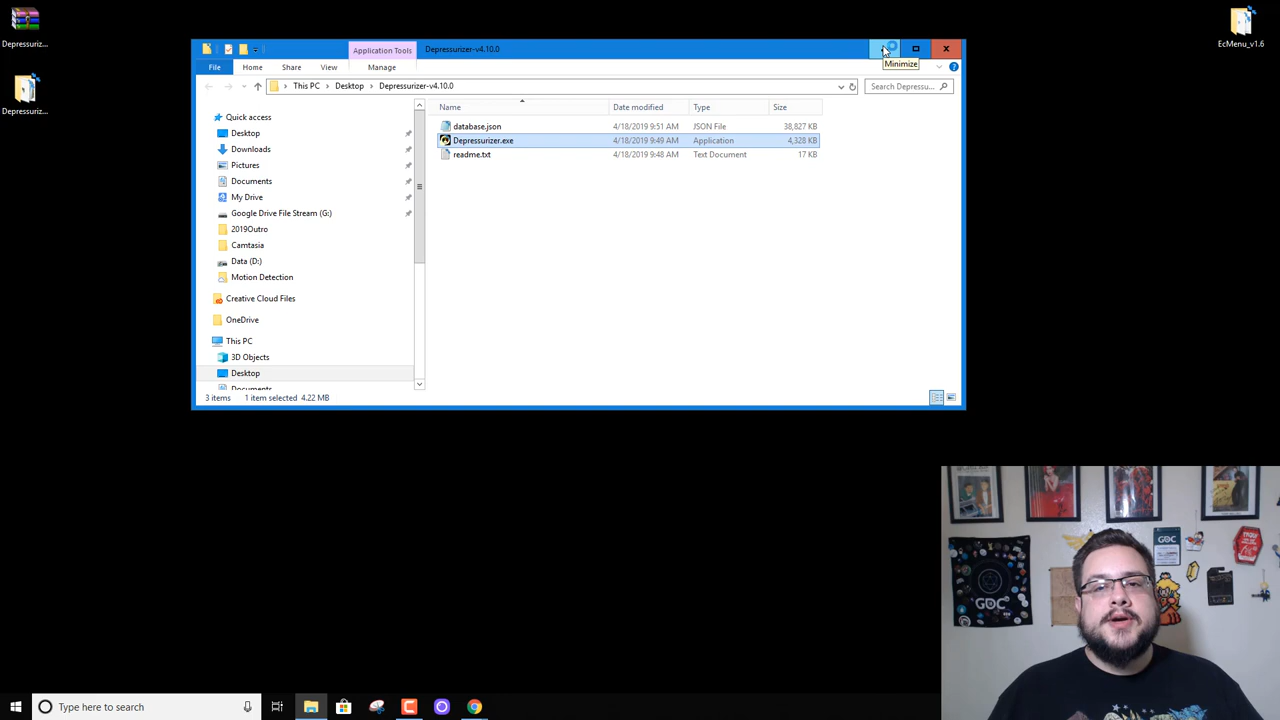 Depressuriz...
Depressuriz...
EcMenu_v1.6
Application Tools
Depressurizer-v4.10.0
Minimize
File
Home
Share
View
Manage
This PC
Desktop
Depressurizer-v4.10.0
Search Depressu...
Name
Date modified
Type
Size
database.json
4/18/2019 9:51 AM
JSON File
38,827 KB
Depressurizer.exe
4/18/2019 9:49 AM
Application
4,328 KB
readme.txt
4/18/2019 9:48 AM
Text Document
17 KB
Quick access
Desktop
Downloads
Pictures
Documents
My Drive
Google Drive File Stream (G:)
2019Outro
Camtasia
Data (D:)
Motion Detection
Creative Cloud Files
OneDrive
This PC
3D Objects
Desktop
Documents
3 items
1 item selected
4.22 MB
GDC
GDC
Type here to search